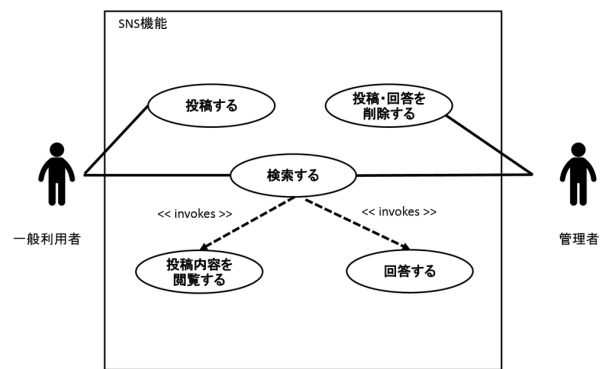 SNS機能
投稿する
投稿・回答を
削除する
検索する
<< invokes >>
<< invokes >>
一般利用者
管理者
投稿内容を
閲覧する
回答する